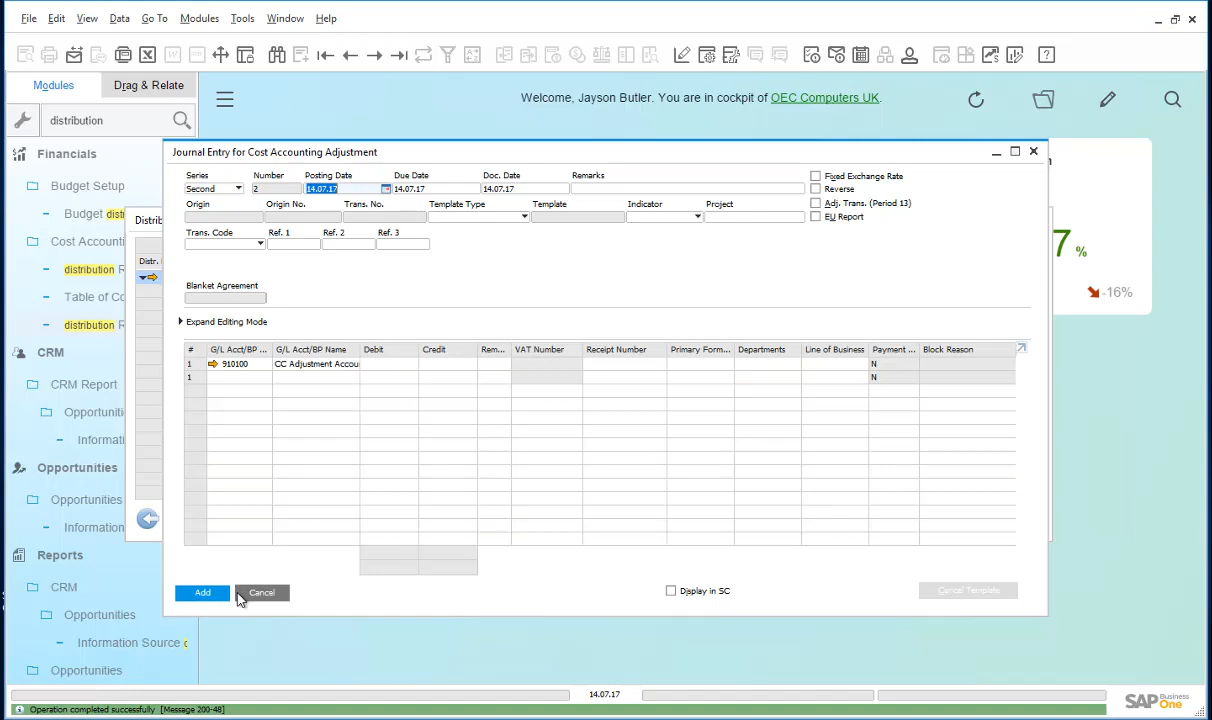 File Edit View Data Go To Modules Tools Window Help
Modules Drag & Relate
Welcome, Jayson Butler. You are in cockpit of OEC Computers UK.
distribution
Financials
Budget Setup
Budget distr
Cost Accounti
distribution R
Table of Co
distribution R
CRM
CRM Report
Opportuniti
Informati
Opportunities
Opportunities
Information
Reports
CRM
Opportunities
Information Source
Opportunities
Distrib
Distr.
Journal Entry for Cost Accounting Adjustment
Series Number Posting Date Due Date Doc. Date Remarks
Second 2 14.07.17 14.07.17 14.07.17
Origin Origin No. Trans. No. Template Type Template Indicator Project
Trans. Code Ref. 1 Ref. 2 Ref. 3
Fixed Exchange Rate
Reverse
Adj. Trans. (Period 13)
EU Report
Blanket Agreement
Expand Editing Mode
# G/L Acct/BP ... G/L Acct/BP Name Debit Credit Rem... VAT Number Receipt Number Primary Form... Departments Line of Business Payment ... Block Reason
1 910100 CC Adjustment Accou N
1 N
Add Cancel Display in SC Cancel Template
7 %
-16%
14.07.17
Operation completed successfully [Message 200-48]
SAP Business One